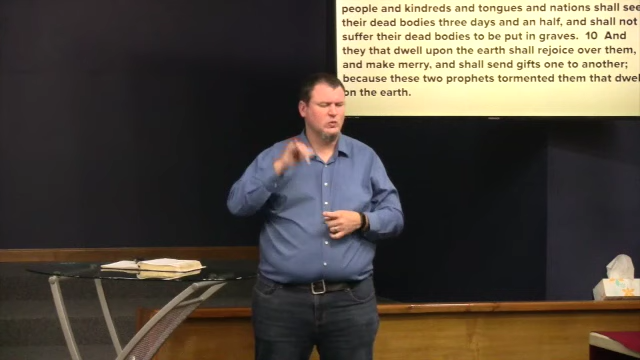 people and kindreds and tongues and nations shall see
their dead bodies three days and an half, and shall not
suffer their dead bodies to be put in graves. 10 And
they that dwell upon the earth shall rejoice over them,
and make merry, and shall send gifts one to another;
because these two prophets tormented them that dwel
on the earth.